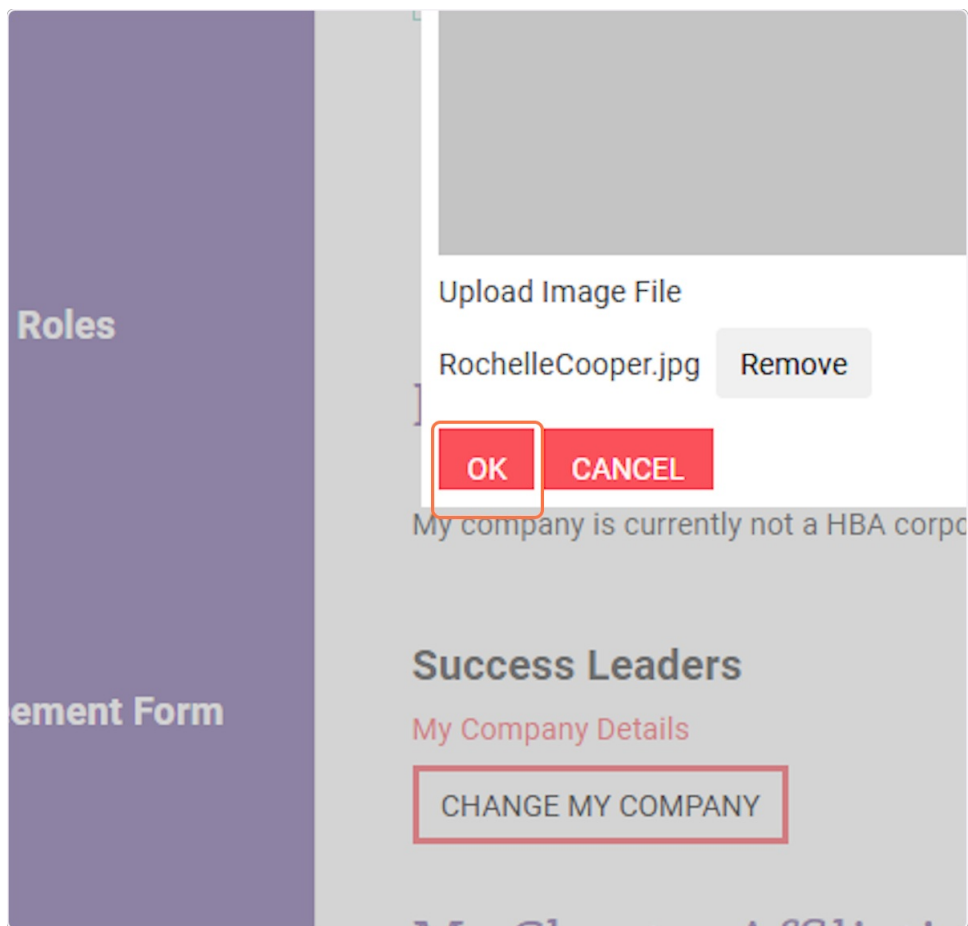 Upload Image File
Roles
RochelleCooper.jpg Remove
OK CANCEL
My company is currently not a HBA
Success Leaders
ement Form
My Company Details
CHANGE MY COMPANY